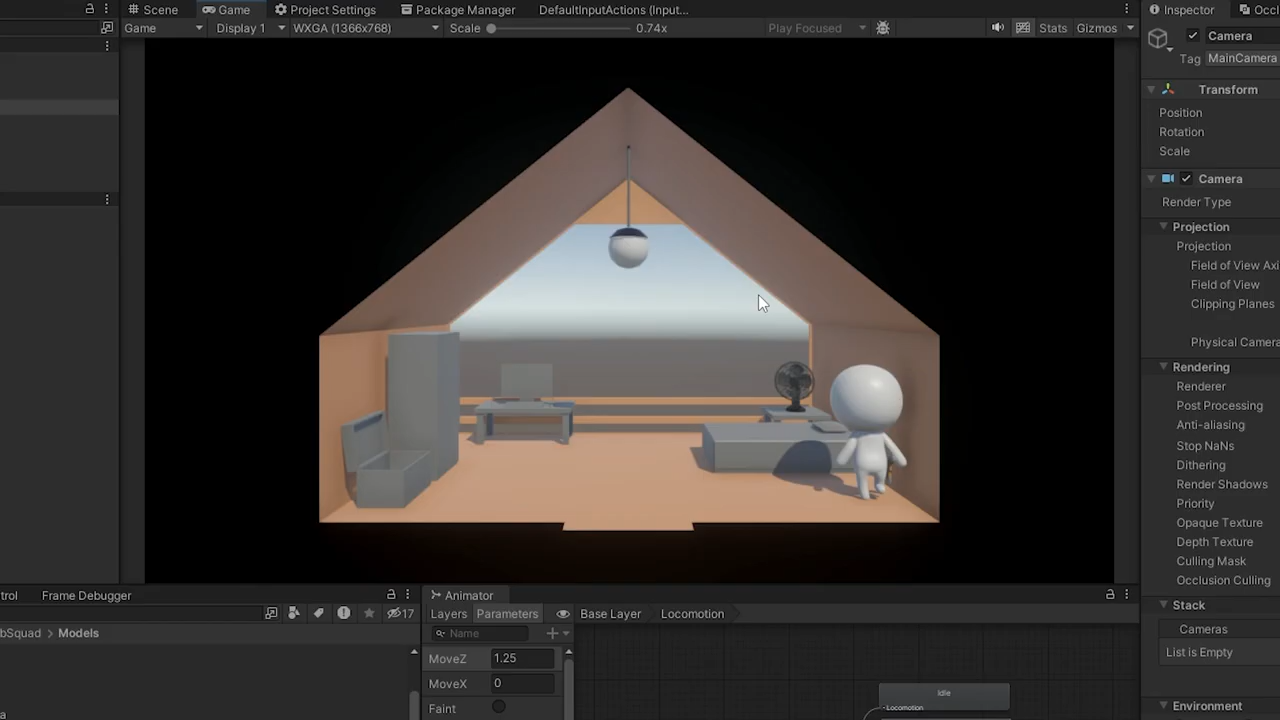 Scene
Game
Project Settings
Package Manager
DefaultInputActions (Input...
Inspector
Occl
Game
Display 1
WXGA (1366x768)
Scale
0.74x
Play Focused
Stats
Gizmos
Camera
Tag
MainCamera
Transform
Position
Rotation
Scale
Camera
Render Type
Projection
Projection
Field of View Axi
Field of View
Clipping Planes
Physical Camera
Rendering
Renderer
Post Processing
Anti-aliasing
Stop NaNs
Dithering
Render Shadows
Priority
Opaque Texture
Depth Texture
Culling Mask
Occlusion Culling
Stack
Cameras
List is Empty
Environment
trol
Frame Debugger
17
bSquad > Models
a
Animator
Layers
Parameters
Base Layer
Locomotion
Name
MoveZ
1.25
MoveX
0
Faint
Idle
- Locomotion